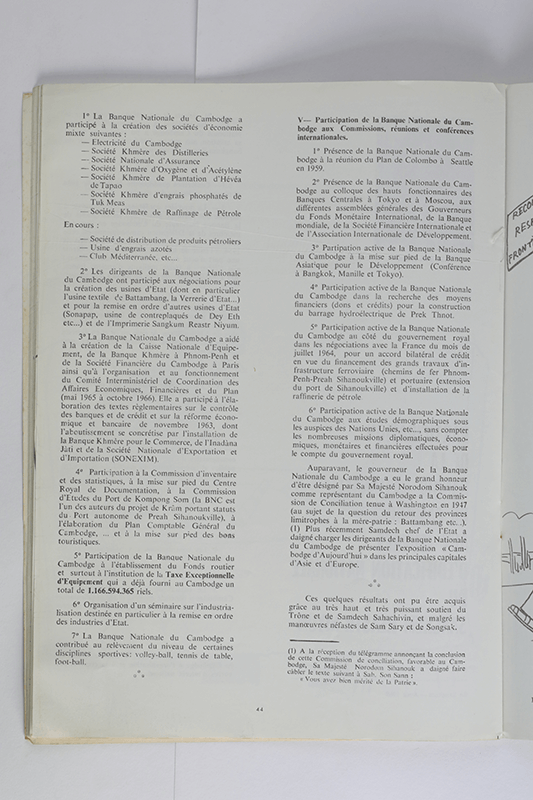 1° La Banque Nationale du Cambodge a
participé à la création des sociétés d'économie
mixte suivantes :
— Electricité du Cambodge
— Société Khmère des Distilleries
— Société Nationale d'Assurance
— Société Khmère d'Oxygène et d'Acétylène
— Société Khmère de Plantation d'Hévéa
de Tapao
— Société Khmère d'engrais phosphatés de
Tuk Meas
— Société Khmère de Raffinage de Pétrole
En cours :
— Société de distribution de produits pétroliers
— Usine d'engrais azotés
— Club Méditerranée, etc...
2° Les dirigeants de la Banque Nationale
du Cambodge ont participé aux négociations pour
la création des usines d'Etat (dont en particulier
l'usine textile de Battambang, la Verrerie d'Etat...)
et pour la remise en ordre d'autres usines d'Etat
(Sonapap, usine de contreplaqués de Dey Eth
etc...) et de l'Imprimerie Sangkum Reastr Niyum.
3° La Banque Nationale du Cambodge a aidé
à la création de la Caisse Nationale d'Equipe-
ment, de la Banque Khmère à Phnom-Penh et
de la Société Financière du Cambodge à Paris
ainsi qu'à l'organisation et au fonctionnement
du Comité Interministériel de Coordination des
Affaires Economiques, Financières et du Plan
(mai 1965 à octobre 1966). Elle a participé à l'éla-
boration des textes réglementaires sur le contrôle
des banques et de crédit et sur la réforme écono-
mique et bancaire de novembre 1963, dont
l'aboutissement se concrétise par l'installation de
la Banque Khmère pour le Commerce, de l'Inadana
Jati et de la Société Nationale d'Exportation et
d'Importation (SONEXIM).
4° Participation à la Commission d'inventaire
et des statistiques, à la mise sur pied du Centre
Royal de Documentation, à la Commission
d'Etudes du Port de Kompong Som (la BNC est
l'un des auteurs du projet de Kram portant statuts
du Port autonome de Preah Sihanoukville), à
l'élaboration du Plan Comptable Général du
Cambodge, ... et à la mise sur pied des bons
touristiques.
5° Participation de la Banque Nationale du
Cambodge à l'établissement du Fonds routier
et surtout à l'institution de la Taxe Exceptionnelle
d'Equipement qui a déjà fourni au Cambodge un
total de 1.166.594.365 riels.
6° Organisation d'un séminaire sur l'industria-
lisation destinée en particulier à la remise en ordre
des industries d'Etat.
7° La Banque Nationale du Cambodge a
contribué au relèvement du niveau de certaines
disciplines sportives: volley-ball, tennis de table,
foot-ball.
V— Participation de la Banque Nationale du Cam-
bodge aux Commissions, réunions et conférences
internationales.
1° Présence de la Banque Nationale du Cam-
bodge à la réunion du Plan de Colombo à Seattle
en 1959.
2° Présence de la Banque Nationale du Cam-
bodge au colloque des hauts fonctionnaires des
Banques Centrales à Tokyo et à Moscou, aux
différentes assemblées générales des Gouverneurs
du Fonds Monétaire International, de la Banque
mondiale, de la Société Financière Internationale et
de l'Association Internationale de Développement.
3° Partipation active de la Banque Nationale
du Cambodge à la mise sur pied de la Banque
Asiatique pour le Développement (Conférence
à Bangkok, Manille et Tokyo).
4° Participation active de la Banque Nationale
du Cambodge dans la recherche des moyens
financiers (dons et crédits) pour la construction
du barrage hydroélectrique de Prek Thnot.
5° Participation active de la Banque Nationale
du Cambodge au côté du gouvernement royal
dans les négociations avec la France du mois de
juillet 1964, pour un accord bilatéral de crédit
en vue du financement des grands travaux d'in-
frastructure ferroviaire (chemins de fer Phnom-
Penh-Preah Sihanoukville) et portuaire (extension
du port de Sihanoukville) et d'installation de la
raffinerie de pétrole.
6° Participation active de la Banque Nationale
du Cambodge aux études démographiques sous
les auspices des Nations Unies, etc..., sans compter
les nombreuses missions diplomatiques, écono-
miques, monétaires et financières effectuées pour
le compte du gouvernement royal.
Auparavant, le gouverneur de la Banque
Nationale du Cambodge a eu le grand honneur
d'être désigné par Sa Majesté Norodom Sihanouk
comme représentant du Cambodge à la Commis-
sion de Conciliation tenue à Washington en 1947
(au sujet de la question du retour des provinces
limitrophes à la mère-patrie : Battambang etc..).
(1) Plus récemment Samdech chef de l'Etat a
daigné charger les dirigeants de la Banque Nationale
du Cambodge de présenter l'exposition «Cam-
bodge d'Aujourd'hui» dans les principales capitales
d'Asie et d'Europe.
Ces quelques résultats ont pu être acquis
grâce au très haut et très puissant soutien du
Trône et de Samdech Sahachivin, et malgré les
manœuvres néfastes de Sam Sary et de Songsak.
(1) A la réception du télégramme annonçant la conclusion
de cette Commission de conciliation, favorable au Cam-
bodge, Sa Majesté Norodom Sihanouk a daigné faire
câbler le texte suivant à Sab. Son Sann :
« Vous avez bien mérité de la Patrie ».
44